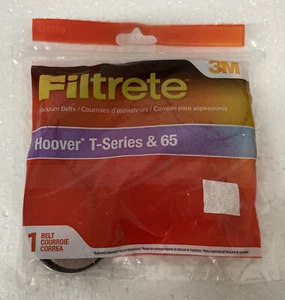 3M
Filtrete
Vacuum Belts / Courroies d'aspirateurs / Correas para aspiradoras
Hoover® T-Series & 65
1
BELT
COURROIE
CORREA